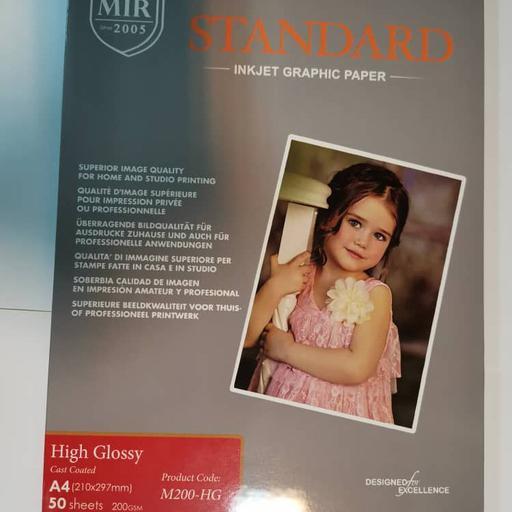 MIR
Since 2005
STANDARD
INKJET GRAPHIC PAPER
SUPERIOR IMAGE QUALITY
FOR HOME AND STUDIO PRINTING
QUALITÉ D'IMAGE SUPÉRIEURE
POUR IMPRESSION PRIVÉE
OU PROFESSIONNELLE
ÜBERRAGENDE BILDQUALITÄT FÜR
AUSDRUCKE ZUHAUSE UND AUCH FÜR
PROFESSIONELLE ANWENDUNGEN
QUALITA' DI IMMAGINE SUPERIORE PER
STAMPE FATTE IN CASA E IN STUDIO
SOBERBIA CALIDAD DE IMAGEN
EN IMPRESIÓN AMATEUR Y PROFESIONAL
SUPERIEURE BEELDKWALITEIT VOOR THUIS-
OF PROFESSIONEEL PRINTWERK
High Glossy
Cast Coated
A4 (210x297mm)
50 sheets 200GSM
Product Code:
M200-HG
DESIGNED for
EXCELLENCE